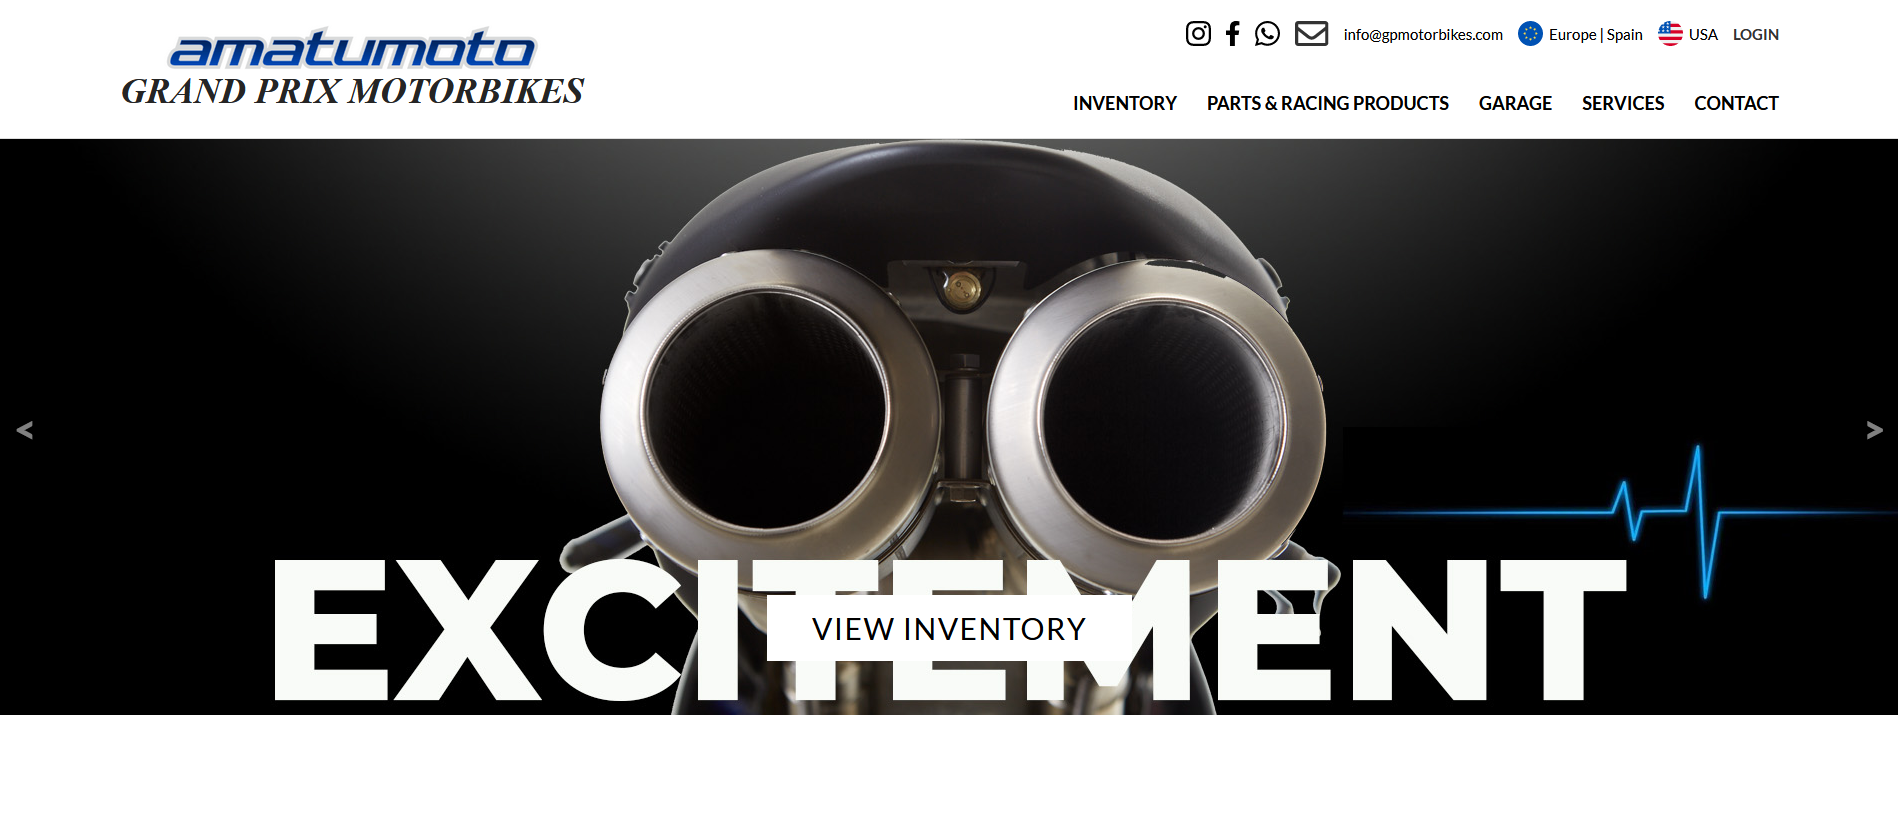 amatumoto
GRAND PRIX MOTORBIKES
info@gpmotorbikes.com Europe | Spain USA LOGIN
INVENTORY PARTS & RACING PRODUCTS GARAGE SERVICES CONTACT
< >
EXCITEMENT
VIEW INVENTORY